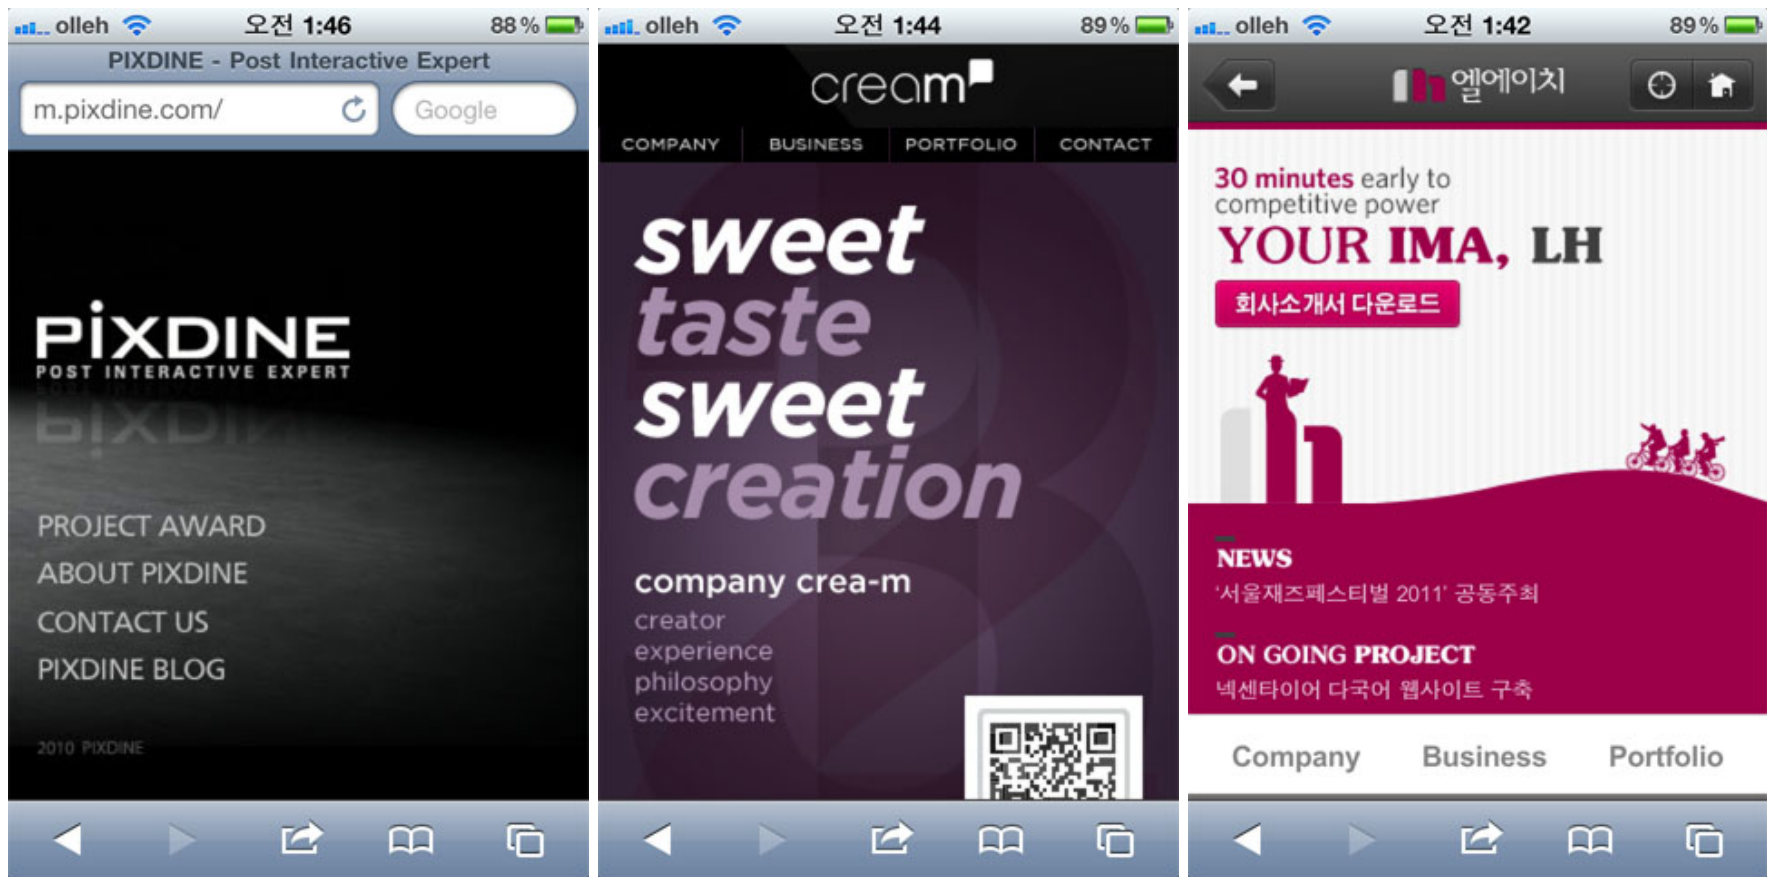 olleh 오전 1:46 88%
PIXDINE - Post Interactive Expert
m.pixdine.com/ Google
PiXDINE
POST INTERACTIVE EXPERT
PROJECT AWARD
ABOUT PIXDINE
CONTACT US
PIXDINE BLOG
2010 PIXDINE
olleh 오전 1:44 89%
cream
COMPANY BUSINESS PORTFOLIO CONTACT
sweet
taste
sweet
creation
company crea-m
creator
experience
philosophy
excitement
olleh 오전 1:42 89%
lh 엘에이치
30 minutes early to
competitive power
YOUR IMA, LH
회사소개서 다운로드
NEWS
‘서울재즈페스티벌 2011’ 공동주최
ON GOING PROJECT
넥센타이어 다국어 웹사이트 구축
Company Business Portfolio